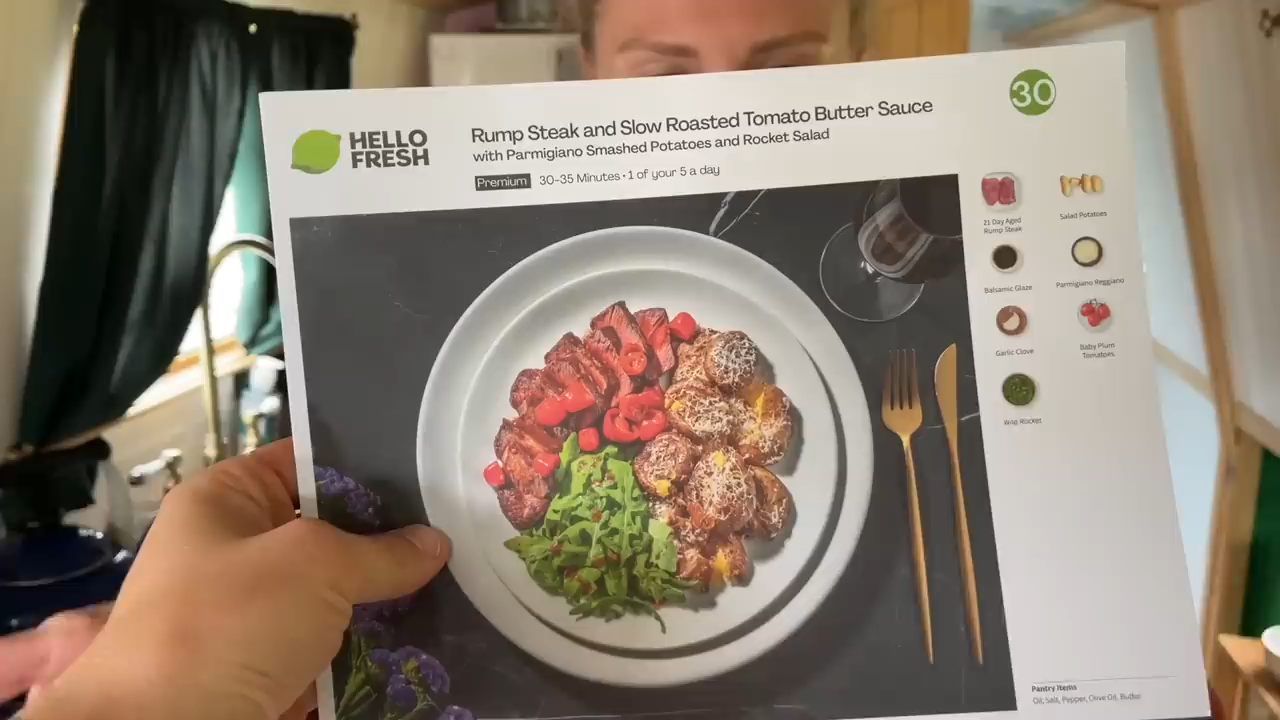 HELLO
FRESH
Rump Steak and Slow Roasted Tomato Butter Sauce
with Parmigiano Smashed Potatoes and Rocket Salad
Premium 30-35 Minutes • 1 of your 5 a day
30
21 Day Aged
Rump Steak
Salad Potatoes
Balsamic Glaze
Parmigiano Reggiano
Garlic Clove
Baby Plum
Tomatoes
Wild Rocket
Pantry Items
Oil, Salt, Pepper, Olive Oil, Butter